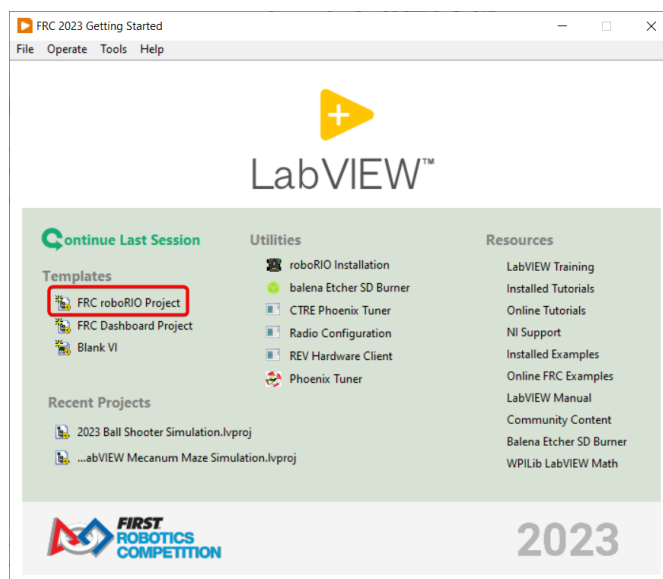 FRC 2023 Getting Started
File Operate Tools Help
LabVIEW™
Continue Last Session
Templates
FRC roboRIO Project
FRC Dashboard Project
Blank VI
Recent Projects
2023 Ball Shooter Simulation.lvproj
...abVIEW Mecanum Maze Simulation.lvproj
Utilities
roboRIO Installation
balena Etcher SD Burner
CTRE Phoenix Tuner
Radio Configuration
REV Hardware Client
Phoenix Tuner
Resources
LabVIEW Training
Installed Tutorials
Online Tutorials
NI Support
Installed Examples
Online FRC Examples
LabVIEW Manual
Community Content
Balena Etcher SD Burner
WPILib LabVIEW Math
FIRST
ROBOTICS
COMPETITION
2023